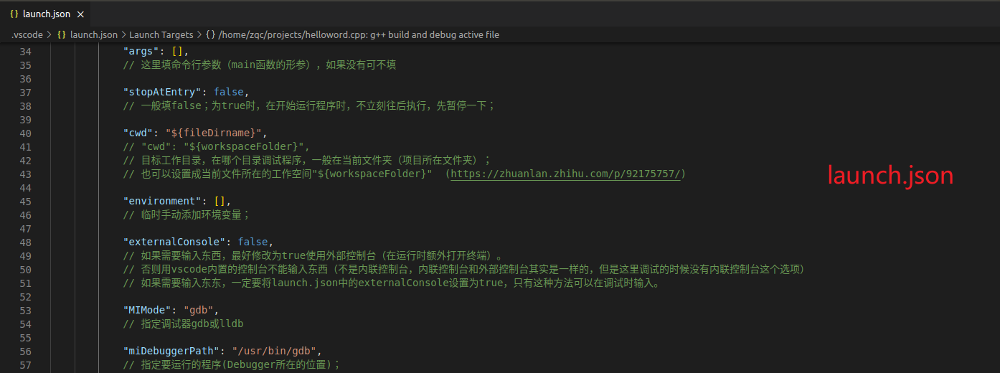 launch.json ×
.vscode > {} launch.json > Launch Targets > {} /home/zqc/projects/helloword.cpp: g++ build and debug active file
34 "args": [],
35 // 这里填命令行参数（main函数的形参），如果没有可不填
36
37 "stopAtEntry": false,
38 // 一般填false；为true时，在开始运行程序时，不立刻往后执行，先暂停一下；
39
40 "cwd": "${fileDirname}",
41 // "cwd": "${workspaceFolder}",
42 // 目标工作目录，在哪个目录调试程序，一般在当前文件夹（项目所在文件夹）；
43 // 也可以设置成当前文件所在的工作空间"${workspaceFolder}" （https://zhuanlan.zhihu.com/p/92175757/）
launch.json
44
45 "environment": [],
46 // 临时手动添加环境变量；
47
48 "externalConsole": false,
49 // 如果需要输入东西，最好修改为true使用外部控制台（在运行时额外打开终端）。
50 // 否则用vscode内置的控制台不能输入东西（不是内联控制台，内联控制台和外部控制台其实是一样的，但是这里调试的时候没有内联控制台这个选项）
51 // 如果需要输入东东，一定要将launch.json中的externalConsole设置为true，只有这种方法可以在调试时输入。
52
53 "MIMode": "gdb",
54 // 指定调试器gdb或lldb
55
56 "miDebuggerPath": "/usr/bin/gdb",
57 // 指定要运行的程序(Debugger所在的位置)；